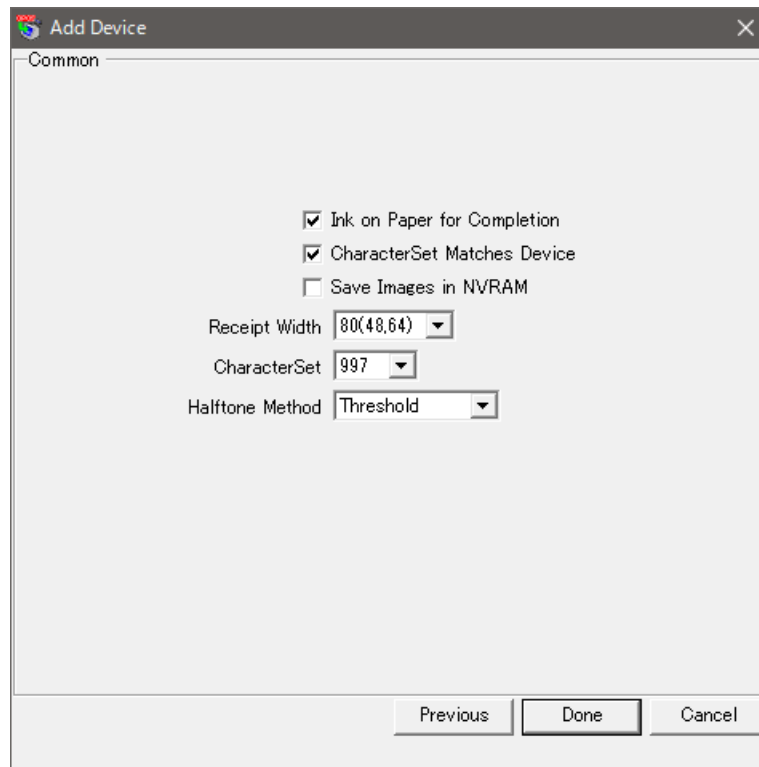 Add Device
Common
Ink on Paper for Completion
CharacterSet Matches Device
Save Images in NVRAM
Receipt Width 80(48,64)
CharacterSet 997
Halftone Method Threshold
Previous Done Cancel